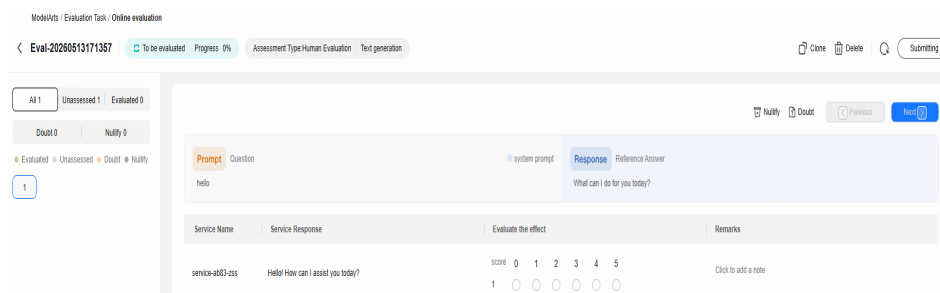 ModelArts / Evaluation Task / Online evaluation
Eval-20260513171357 To be evaluated Progress 0% Assessment Type:Human Evaluation Text generation Clone Delete Submitting
All 1 Unassessed 1 Evaluated 0
Doubt 0 Nullify 0
Evaluated Unassessed Doubt Nullify
1
Nullify Doubt Previous Next
Prompt Question system prompt Response Reference Answer
hello What can I do for you today?
Service Name Service Response Evaluate the effect Remarks
score 0 1 2 3 4 5
service-ab83-zss Hello! How can I assist you today? Click to add a note
1